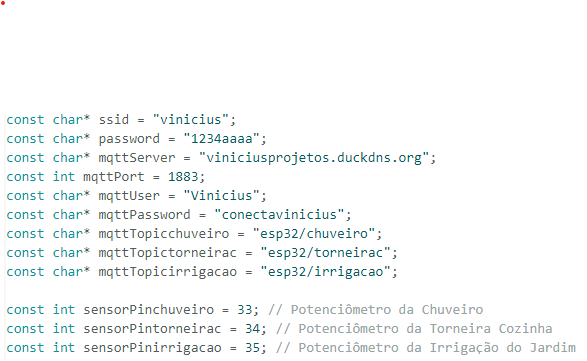 const char* ssid = "vinicius";
const char* password = "1234aaaa";
const char* mqttServer = "viniciusprojetos.duckdns.org";
const int mqttPort = 1883;
const char* mqttUser = "Vinicius";
const char* mqttPassword = "conectavinicius";
const char* mqttTopicchuveiro = "esp32/chuveiro";
const char* mqttTopictorneirac = "esp32/torneirac";
const char* mqttTopicirrigacao = "esp32/irrigacao";
const int sensorPinchuveiro = 33; // Potenciômetro da Chuveiro
const int sensorPintorneirac = 34; // Potenciômetro da Torneira Cozinha
const int sensorPinirrigacao = 35; // Potenciômetro da Irrigação do Jardim